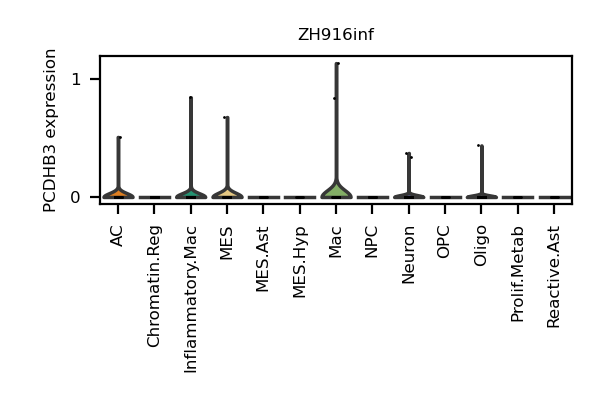 ZH916inf
PCDHB3 expression
1
0
AC
Chromatin.Reg
Inflammatory.Mac
MES
MES.Ast
MES.Hyp
Mac
NPC
Neuron
OPC
Oligo
Prolif.Metab
Reactive.Ast